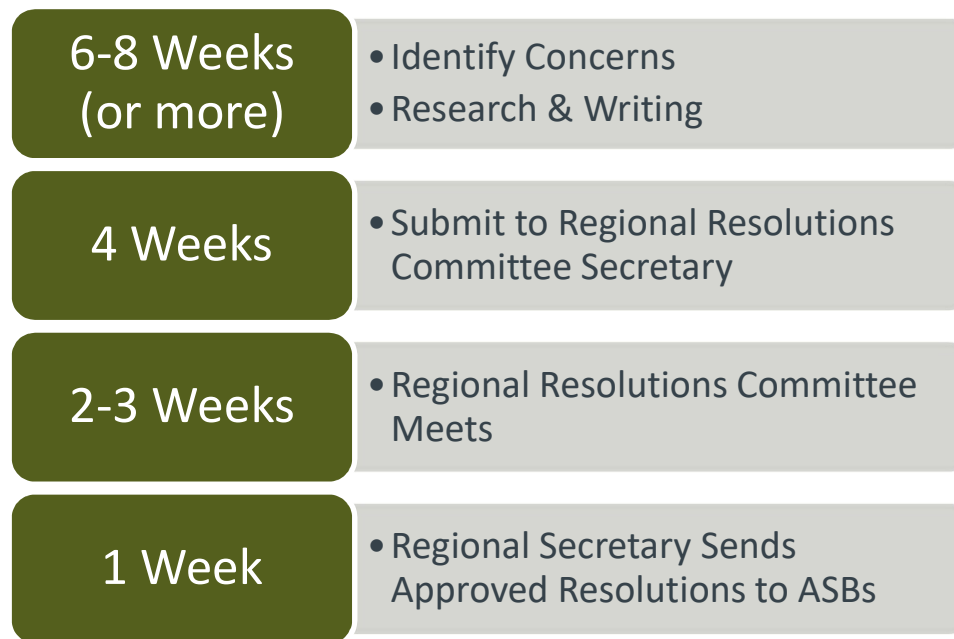 6-8 Weeks
(or more)
• Identify Concerns
• Research & Writing
4 Weeks
• Submit to Regional Resolutions
Committee Secretary
2-3 Weeks
• Regional Resolutions Committee
Meets
1 Week
• Regional Secretary Sends
Approved Resolutions to ASBs